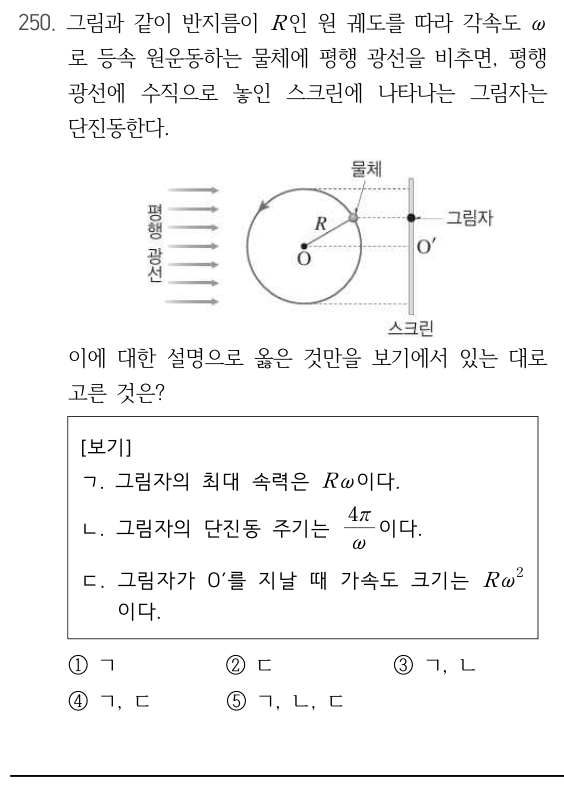 250. 그림과 같이 반지름이 R인 원 궤도를 따라 각속도 ω
로 등속 원운동하는 물체에 평행 광선을 비추면, 평행
광선에 수직으로 놓인 스크린에 나타나는 그림자는
단진동한다.
물체
평행 광선
R
그림자
O
O′
스크린
이에 대한 설명으로 옳은 것만을 보기에서 있는 대로
고른 것은?
[보기]
ㄱ. 그림자의 최대 속력은 Rω이다.
ㄴ. 그림자의 단진동 주기는 4π/ω이다.
ㄷ. 그림자가 O′를 지날 때 가속도 크기는 Rω²
이다.
① ㄱ ② ㄷ ③ ㄱ, ㄴ
④ ㄱ, ㄷ ⑤ ㄱ, ㄴ, ㄷ